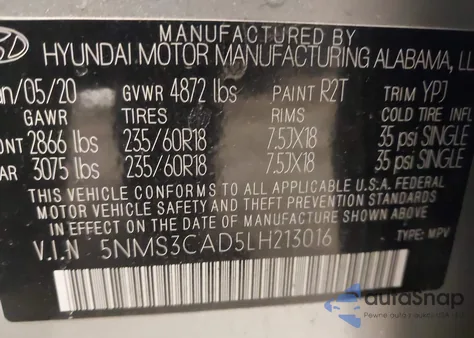 MANUFACTURED BY
HYUNDAI MOTOR MANUFACTURING ALABAMA, LL
an/05/20 GVWR 4872 lbs PAINT R2T TRIM YPJ
GAWR TIRES RIMS COLD TIRE INFL
ONT 2866 lbs 235/60R18 7.5JX18 35 psi SINGLE
AR 3075 lbs 235/60R18 7.5JX18 35 psi SINGLE
THIS VEHICLE CONFORMS TO ALL APPLICABLE U.S.A. FEDERAL
MOTOR VEHICLE SAFETY AND THEFT PREVENTION STANDARDS
IN EFFECT ON THE DATE OF MANUFACTURE SHOWN ABOVE.
V.I.N 5NMS3CAD5LH213016 TYPE: MPV
autoSnap